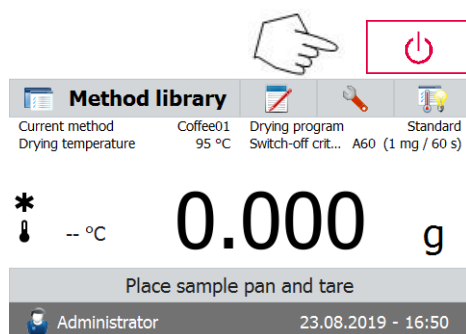 Method library
Current method Coffee01 Drying program Standard
Drying temperature 95 °C Switch-off crit... A60 (1 mg / 60 s)
-- °C 0.000 g
Place sample pan and tare
Administrator 23.08.2019 - 16:50